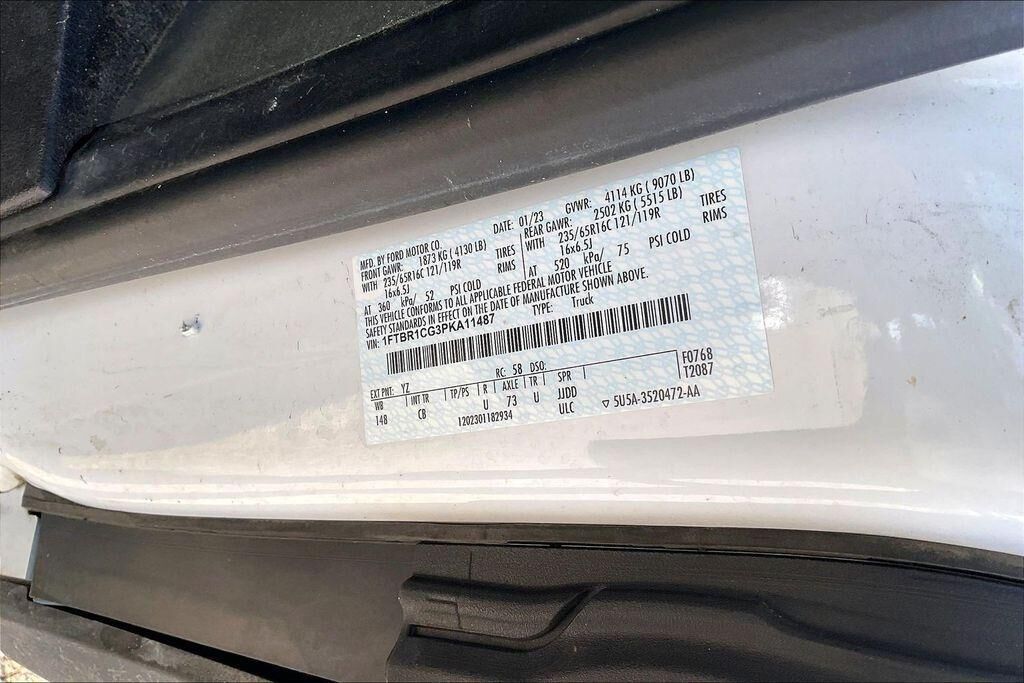 MFD. BY FORD MOTOR CO. DATE: 01/23 GVWR: 4114 KG ( 9070 LB)
FRONT GAWR: 1873 KG ( 4130 LB) REAR GAWR: 2502 KG ( 5515 LB)
WITH 235/65R16C 121/119R TIRES WITH 235/65R16C 121/119R TIRES
16x6.5J RIMS 16x6.5J RIMS
AT 360 kPa/ 52 PSI COLD AT 520 kPa/ 75 PSI COLD
THIS VEHICLE CONFORMS TO ALL APPLICABLE FEDERAL MOTOR VEHICLE
SAFETY STANDARDS IN EFFECT ON THE DATE OF MANUFACTURE SHOWN ABOVE.
VIN: 1FTBR1CG3PKA11487 TYPE: Truck
EXT PNT: YZ RC: 58 DSO: F0768
WB INT TR TP/PS R AXLE TR SPR T2087
148 CB U 73 U JJDD
1202301182934 ULC ▽ 5U5A-3520472-AA